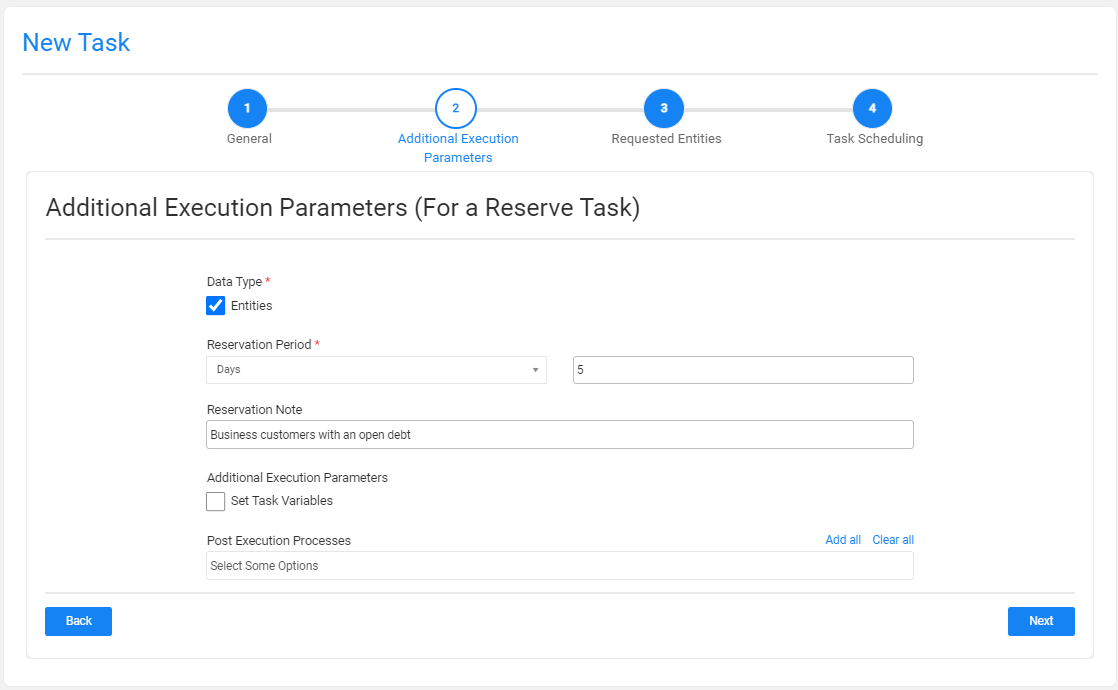 New Task
1
2
3
4
General
Additional Execution
Parameters
Requested Entities
Task Scheduling
Additional Execution Parameters (For a Reserve Task)
Data Type *
Entities
Reservation Period *
Days
5
Reservation Note
Business customers with an open debt
Additional Execution Parameters
Set Task Variables
Post Execution Processes
Add all
Clear all
Select Some Options
Back
Next